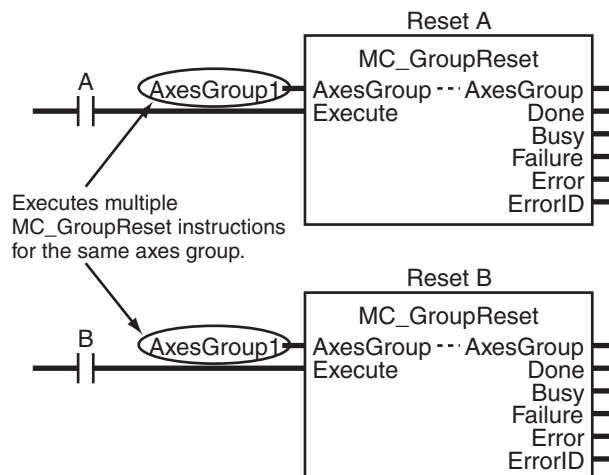 Reset A
MC_GroupReset
A
AxesGroup1
AxesGroup --- AxesGroup
Execute
Done
Busy
Failure
Error
ErrorID
Executes multiple
MC_GroupReset instructions
for the same axes group.
Reset B
MC_GroupReset
B
AxesGroup1
AxesGroup --- AxesGroup
Execute
Done
Busy
Failure
Error
ErrorID